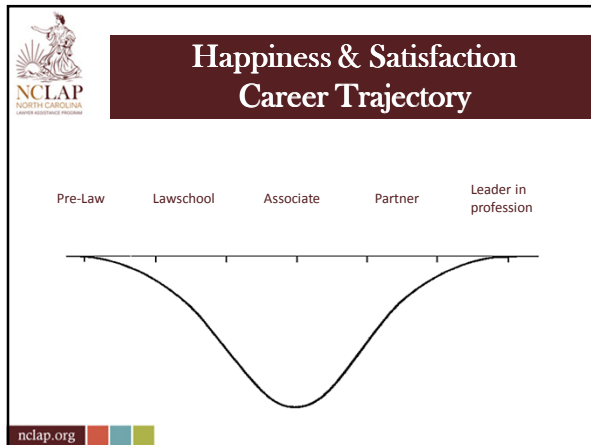 NCLAP
NORTH CAROLINA
LAWYER ASSISTANCE PROGRAM
Happiness & Satisfaction
Career Trajectory
Pre-Law
Lawschool
Associate
Partner
Leader in
profession
nclap.org